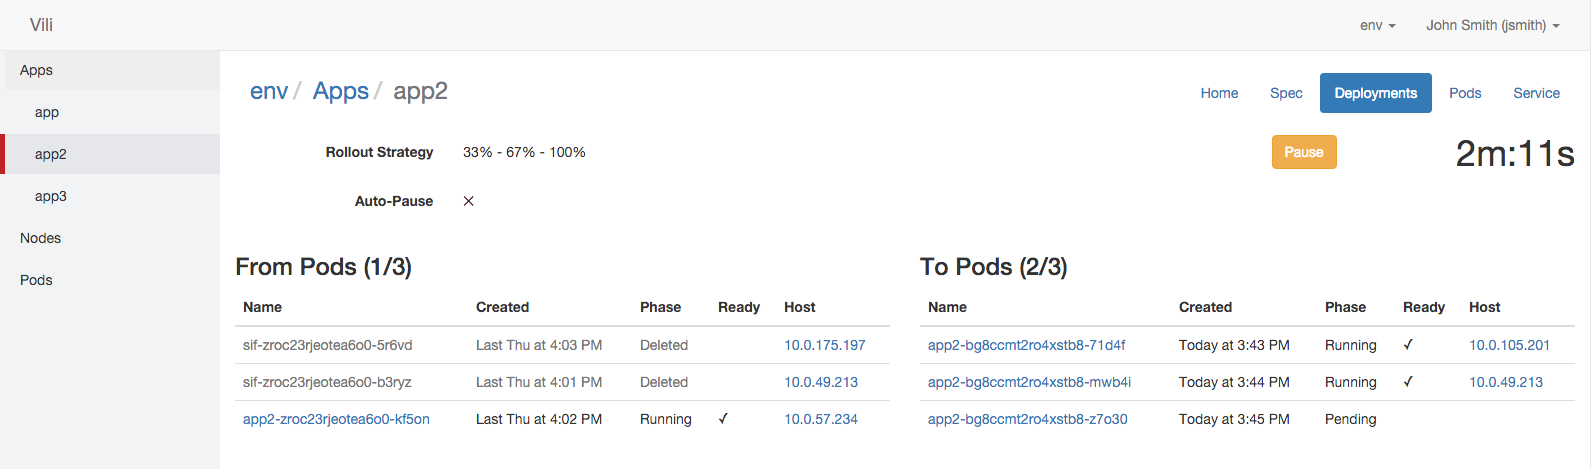 Vili
env
John Smith (jsmith)
Apps
app
app2
app3
Nodes
Pods
env / Apps / app2
Home Spec Deployments Pods Service
Rollout Strategy 33% - 67% - 100%
Pause
2m:11s
Auto-Pause ×
From Pods (1/3)
Name Created Phase Ready Host
sif-zroc23rjeotea6o0-5r6vd Last Thu at 4:03 PM Deleted 10.0.175.197
sif-zroc23rjeotea6o0-b3ryz Last Thu at 4:01 PM Deleted 10.0.49.213
app2-zroc23rjeotea6o0-kf5on Last Thu at 4:02 PM Running ✓ 10.0.57.234
To Pods (2/3)
Name Created Phase Ready Host
app2-bg8ccmt2ro4xstb8-71d4f Today at 3:43 PM Running ✓ 10.0.105.201
app2-bg8ccmt2ro4xstb8-mwb4i Today at 3:44 PM Running ✓ 10.0.49.213
app2-bg8ccmt2ro4xstb8-z7o30 Today at 3:45 PM Pending